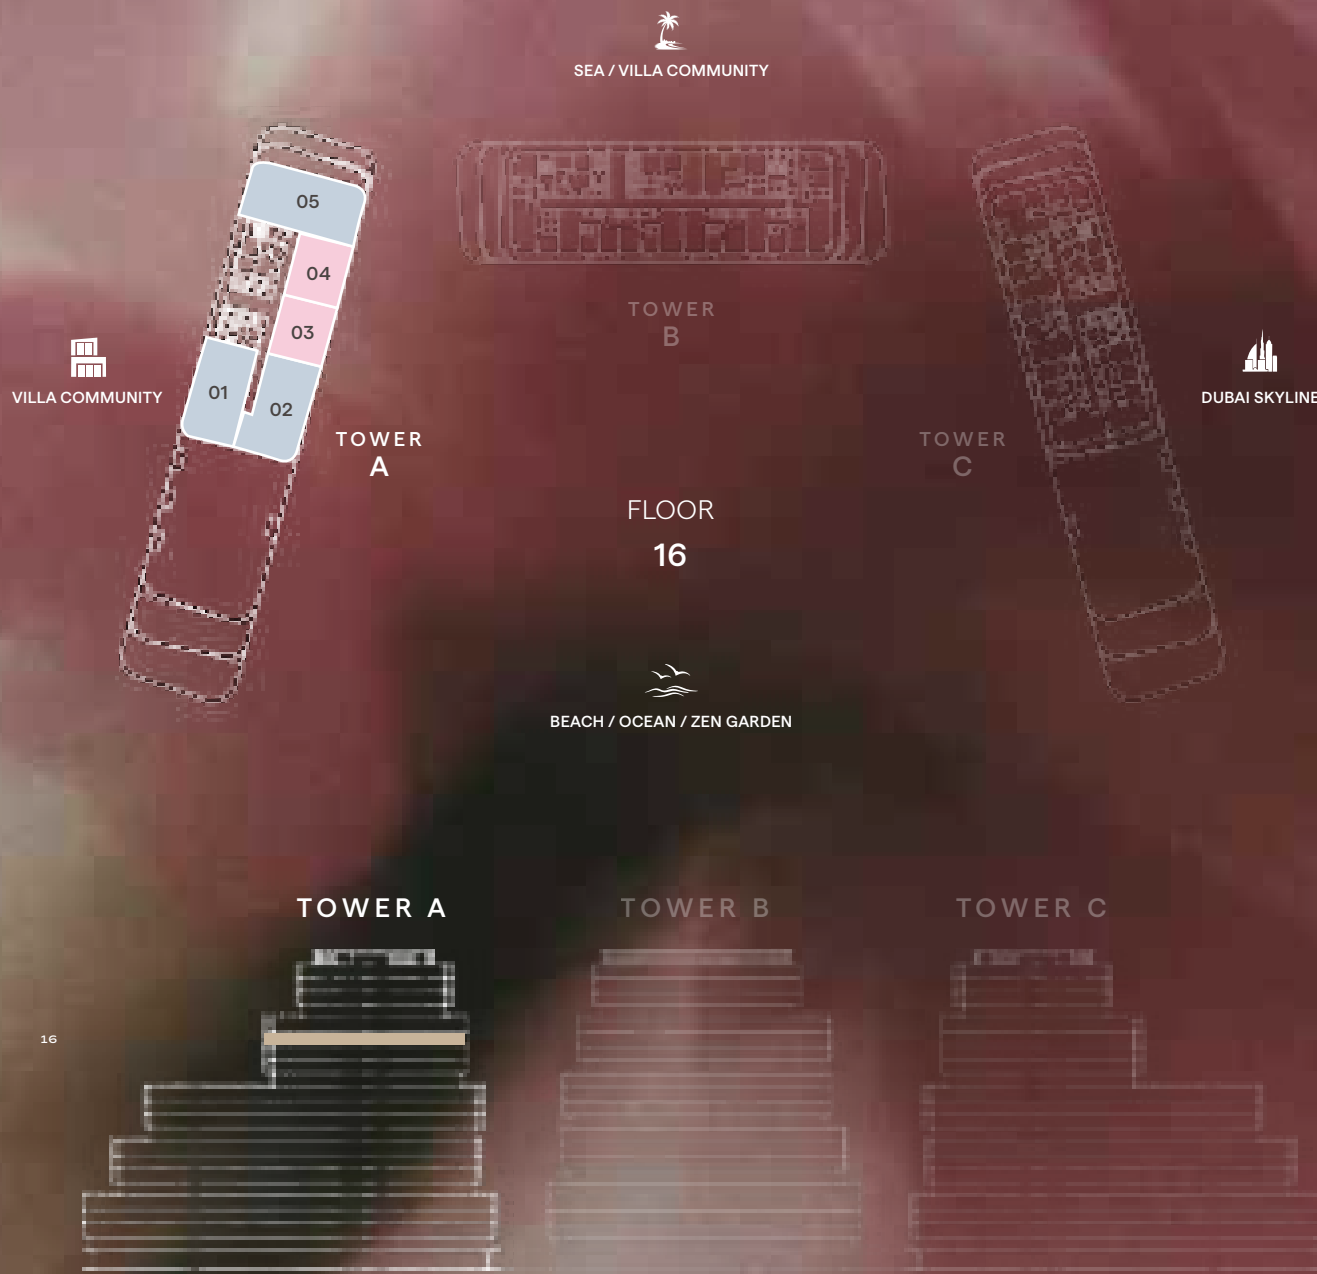 SEA / VILLA COMMUNITY
05
04
03
01
02
TOWER
A
TOWER
B
TOWER
C
VILLA COMMUNITY
DUBAI SKYLINE
FLOOR
16
BEACH / OCEAN / ZEN GARDEN
TOWER A
TOWER B
TOWER C
16